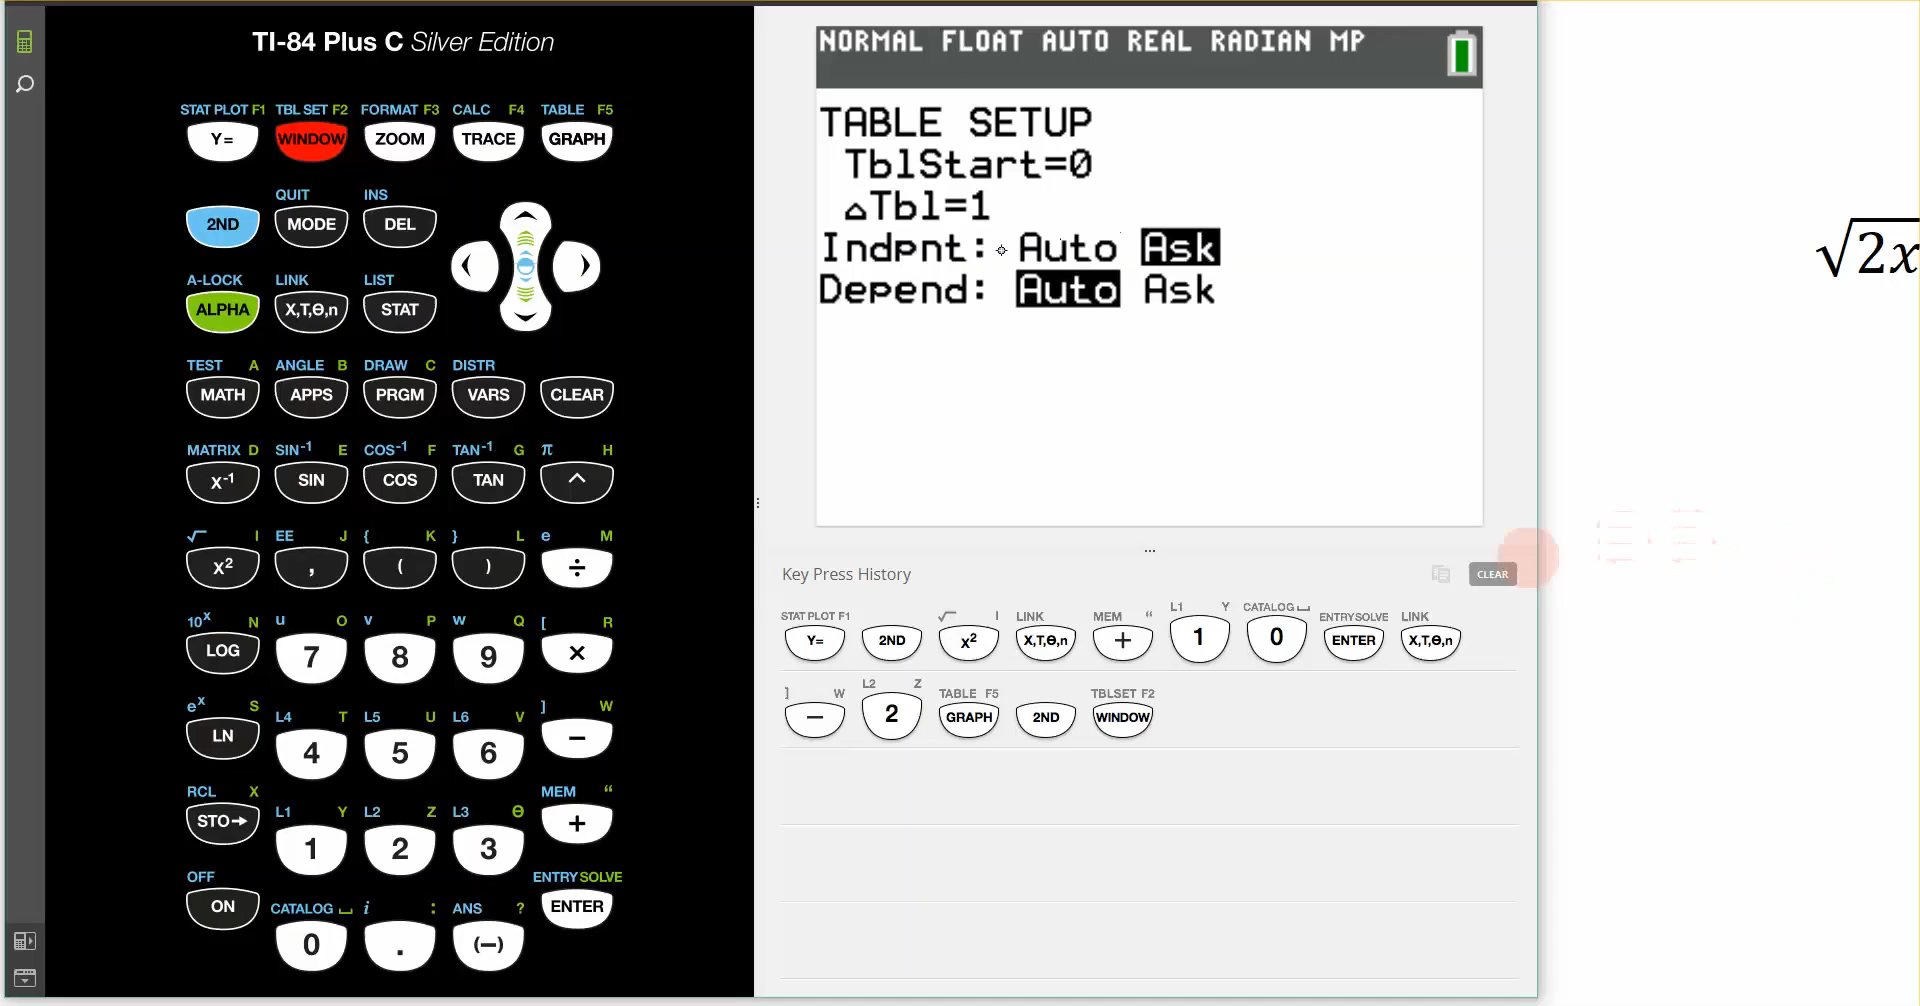 TI-84 Plus C Silver Edition
STAT PLOT F1 TBL SET F2 FORMAT F3 CALC F4 TABLE F5
Y= WINDOW ZOOM TRACE GRAPH
QUIT INS
2ND MODE DEL
A-LOCK LINK LIST
ALPHA X,T,Θ,n STAT
TEST A ANGLE B DRAW C DISTR
MATH APPS PRGM VARS CLEAR
MATRIX D SIN⁻¹ E COS⁻¹ F TAN⁻¹ G π H
x⁻¹ SIN COS TAN ^
√ I EE J { K } L e M
x² , ( ) ÷
10ˣ N u O v P w Q [ R
LOG 7 8 9 ×
eˣ S L4 T L5 U L6 V ] W
LN 4 5 6 −
RCL X L1 Y L2 Z L3 Θ MEM “
STO→ 1 2 3 +
OFF CATALOG ⎵ i : ANS ? ENTRY SOLVE
ON 0 . (−) ENTER
NORMAL FLOAT AUTO REAL RADIAN MP
TABLE SETUP
TblStart=0
△Tbl=1
Indpnt: Auto Ask
Depend: Auto Ask
Key Press History
CLEAR
STAT PLOT F1 √ I LINK MEM “ L1 Y CATALOG ⎵ ENTRY SOLVE LINK
Y= 2ND x² X,T,Θ,n + 1 0 ENTER X,T,Θ,n
] W L2 Z TABLE F5 TBLSET F2
− 2 GRAPH 2ND WINDOW
√2x